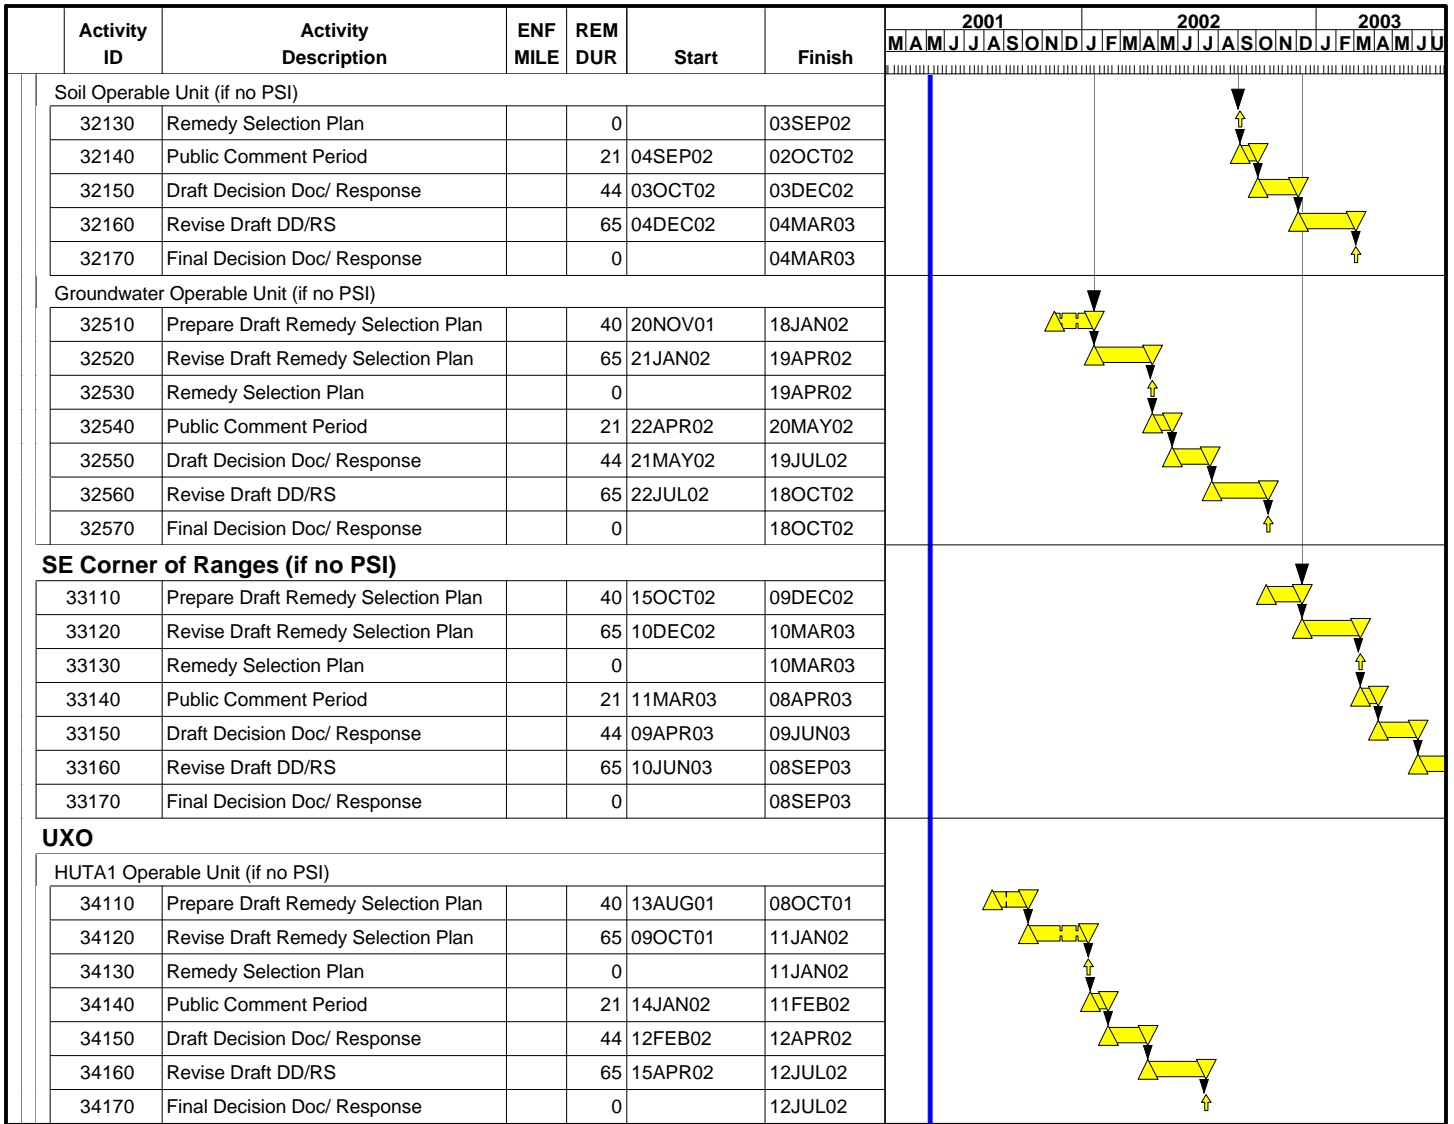 2001 2002 2003
Activity Activity ENF REM
M A M J J A S O N D J F M A M J J A S O N D J F M A M J U
ID Description MILE DUR Start Finish
Soil Operable Unit (if no PSI)
32130 Remedy Selection Plan 0 03SEP02
32140 Public Comment Period 21 04SEP02 02OCT02
32150 Draft Decision Doc/ Response 44 03OCT02 03DEC02
32160 Revise Draft DD/RS 65 04DEC02 04MAR03
32170 Final Decision Doc/ Response 0 04MAR03
Groundwater Operable Unit (if no PSI)
32510 Prepare Draft Remedy Selection Plan 40 20NOV01 18JAN02
32520 Revise Draft Remedy Selection Plan 65 21JAN02 19APR02
32530 Remedy Selection Plan 0 19APR02
32540 Public Comment Period 21 22APR02 20MAY02
32550 Draft Decision Doc/ Response 44 21MAY02 19JUL02
32560 Revise Draft DD/RS 65 22JUL02 18OCT02
32570 Final Decision Doc/ Response 0 18OCT02
SE Corner of Ranges (if no PSI)
33110 Prepare Draft Remedy Selection Plan 40 15OCT02 09DEC02
33120 Revise Draft Remedy Selection Plan 65 10DEC02 10MAR03
33130 Remedy Selection Plan 0 10MAR03
33140 Public Comment Period 21 11MAR03 08APR03
33150 Draft Decision Doc/ Response 44 09APR03 09JUN03
33160 Revise Draft DD/RS 65 10JUN03 08SEP03
33170 Final Decision Doc/ Response 0 08SEP03
UXO
HUTA1 Operable Unit (if no PSI)
34110 Prepare Draft Remedy Selection Plan 40 13AUG01 08OCT01
34120 Revise Draft Remedy Selection Plan 65 09OCT01 11JAN02
34130 Remedy Selection Plan 0 11JAN02
34140 Public Comment Period 21 14JAN02 11FEB02
34150 Draft Decision Doc/ Response 44 12FEB02 12APR02
34160 Revise Draft DD/RS 65 15APR02 12JUL02
34170 Final Decision Doc/ Response 0 12JUL02